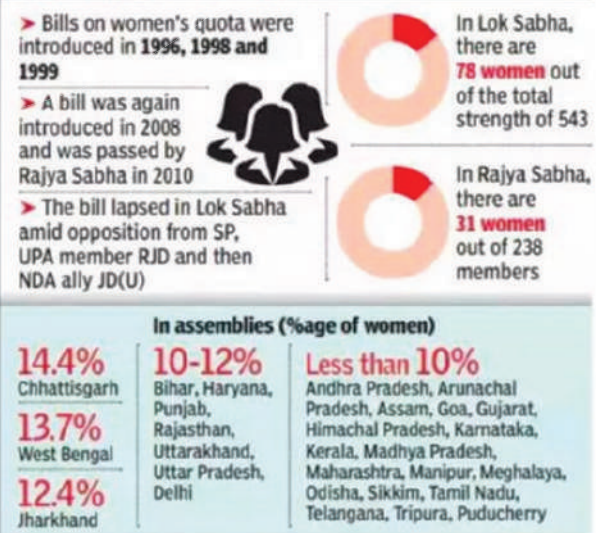 ➤ Bills on women's quota were
introduced in 1996, 1998 and
1999
➤ A bill was again
introduced in 2008
and was passed by
Rajya Sabha in 2010
➤ The bill lapsed in Lok Sabha
amid opposition from SP,
UPA member RJD and then
NDA ally JD(U)
In Lok Sabha,
there are
78 women out
of the total
strength of 543
In Rajya Sabha,
there are
31 women
out of 238
members
In assemblies (%age of women)
14.4%
Chhattisgarh
13.7%
West Bengal
12.4%
Jharkhand
10-12%
Bihar, Haryana,
Punjab,
Rajasthan,
Uttarakhand,
Uttar Pradesh,
Delhi
Less than 10%
Andhra Pradesh, Arunachal
Pradesh, Assam, Goa, Gujarat,
Himachal Pradesh, Karnataka,
Kerala, Madhya Pradesh,
Maharashtra, Manipur, Meghalaya,
Odisha, Sikkim, Tamil Nadu,
Telangana, Tripura, Puducherry